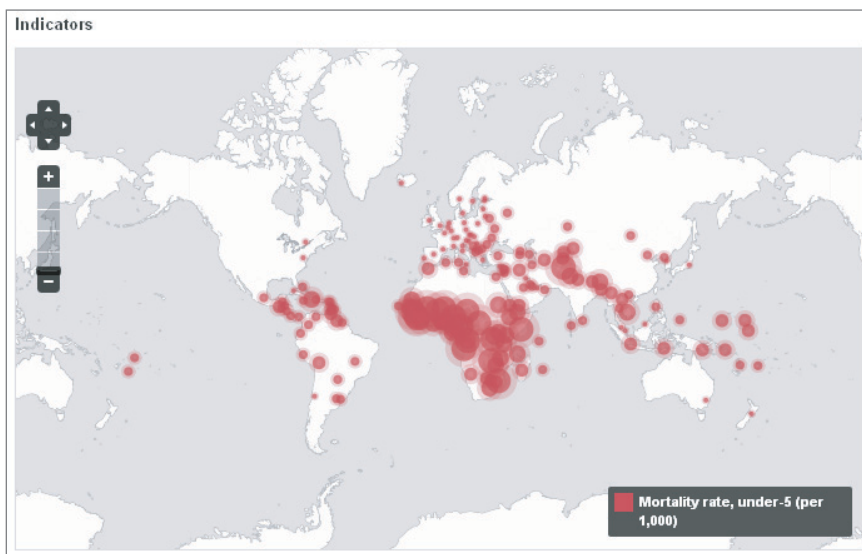 Indicators
Mortality rate, under-5 (per
1,000)